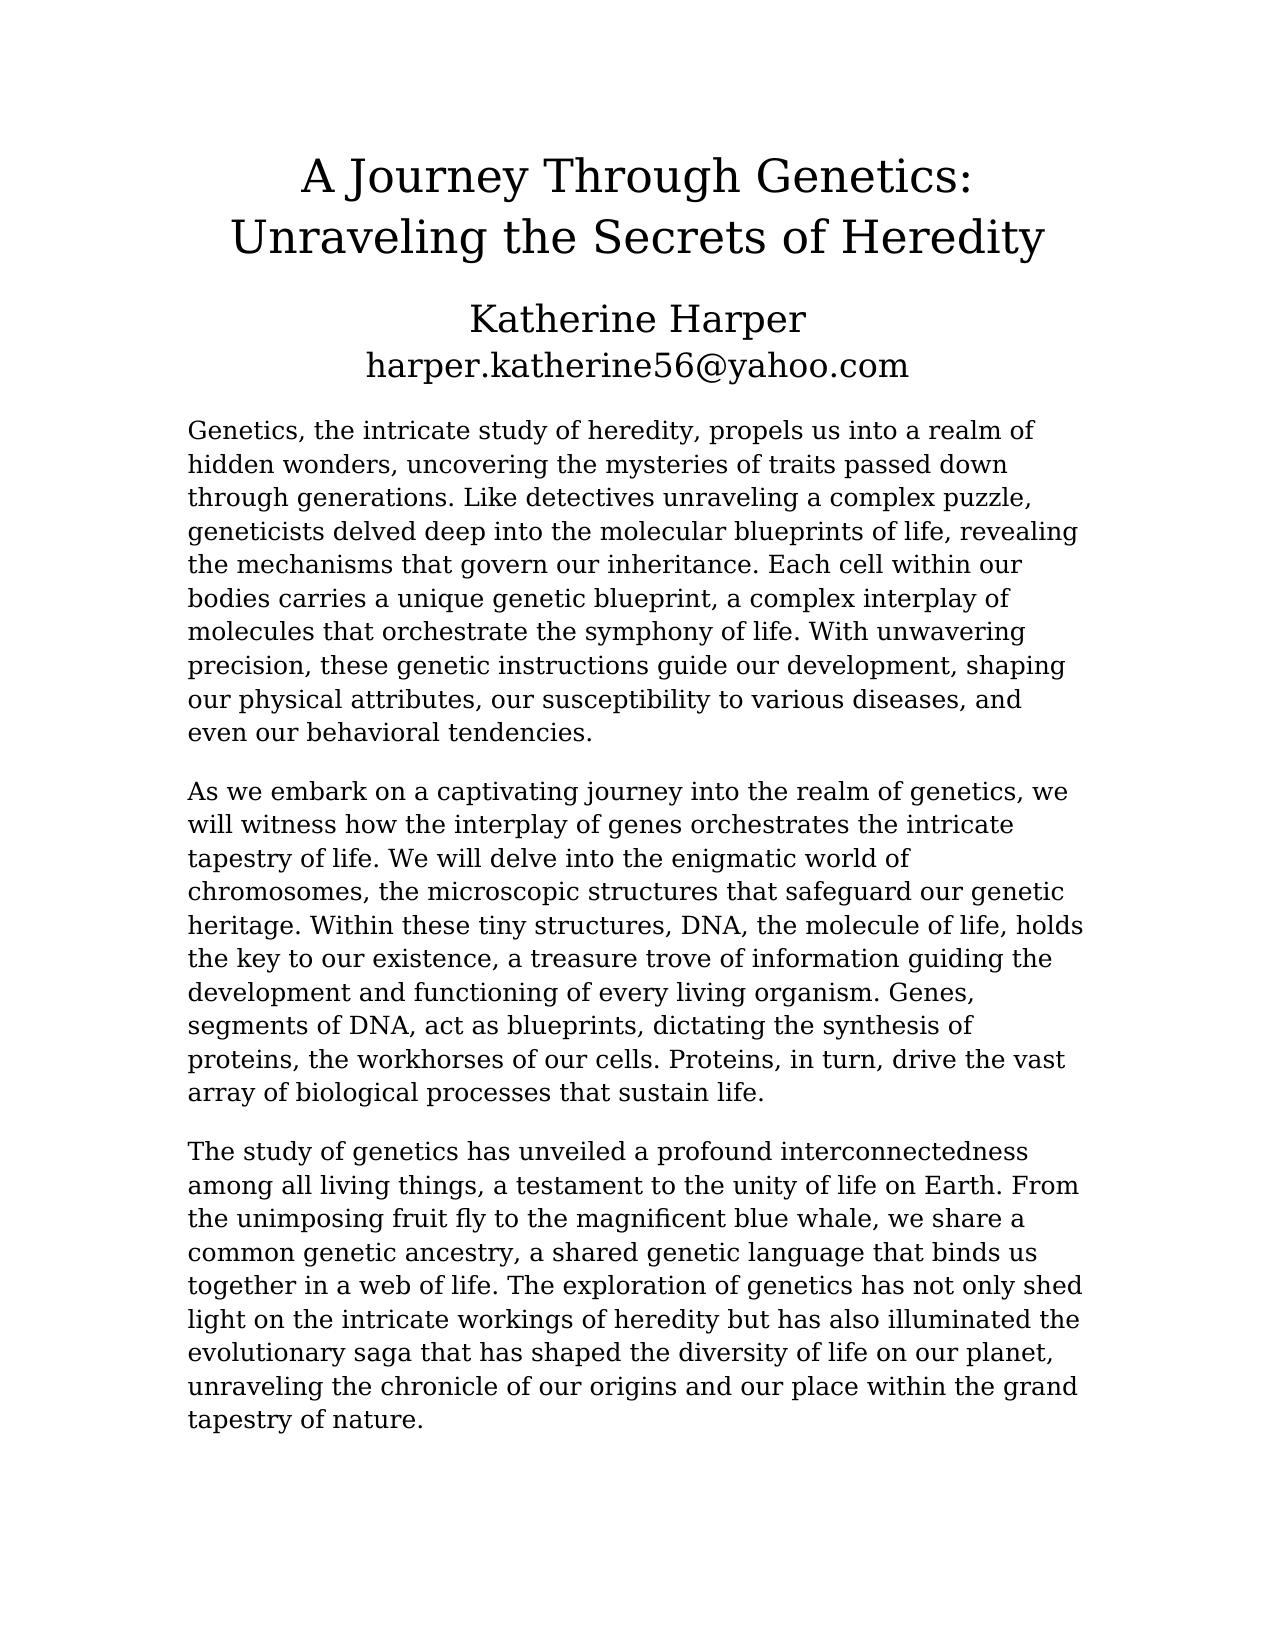 A Journey Through Genetics:
Unraveling the Secrets of Heredity
Katherine Harper
harper.katherine56@yahoo.com
Genetics, the intricate study of heredity, propels us into a realm of
hidden wonders, uncovering the mysteries of traits passed down
through generations. Like detectives unraveling a complex puzzle,
geneticists delved deep into the molecular blueprints of life, revealing
the mechanisms that govern our inheritance. Each cell within our
bodies carries a unique genetic blueprint, a complex interplay of
molecules that orchestrate the symphony of life. With unwavering
precision, these genetic instructions guide our development, shaping
our physical attributes, our susceptibility to various diseases, and
even our behavioral tendencies.
As we embark on a captivating journey into the realm of genetics, we
will witness how the interplay of genes orchestrates the intricate
tapestry of life. We will delve into the enigmatic world of
chromosomes, the microscopic structures that safeguard our genetic
heritage. Within these tiny structures, DNA, the molecule of life, holds
the key to our existence, a treasure trove of information guiding the
development and functioning of every living organism. Genes,
segments of DNA, act as blueprints, dictating the synthesis of
proteins, the workhorses of our cells. Proteins, in turn, drive the vast
array of biological processes that sustain life.
The study of genetics has unveiled a profound interconnectedness
among all living things, a testament to the unity of life on Earth. From
the unimposing fruit fly to the magnificent blue whale, we share a
common genetic ancestry, a shared genetic language that binds us
together in a web of life. The exploration of genetics has not only shed
light on the intricate workings of heredity but has also illuminated the
evolutionary saga that has shaped the diversity of life on our planet,
unraveling the chronicle of our origins and our place within the grand
tapestry of nature.